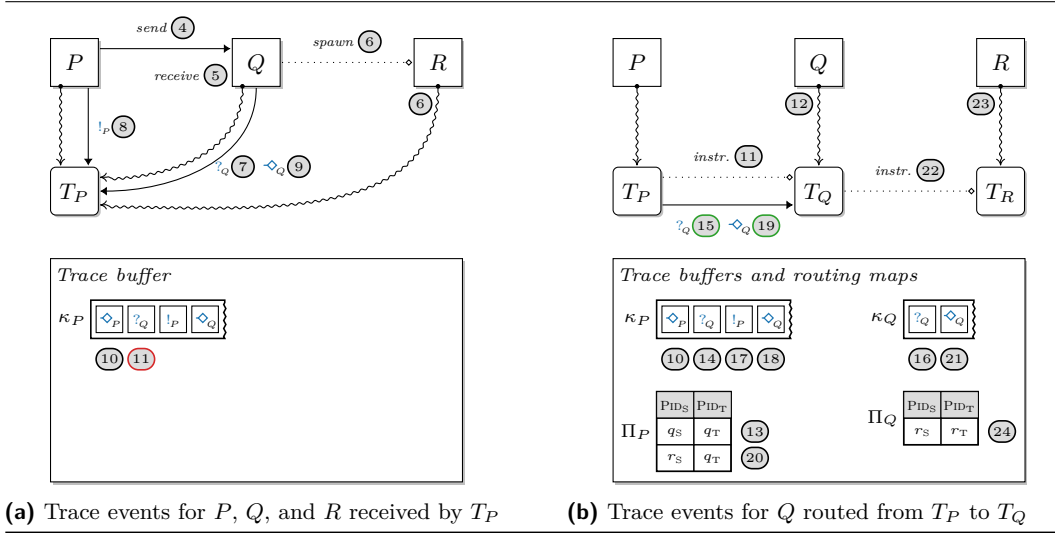 send 4
spawn 6
P
Q
R
receive 5
6
!P 8
?Q 7 ⟐Q 9
TP
Trace buffer
κP ⟐P ?Q !P ⟐Q
10 11
(a) Trace events for P, Q, and R received by TP
P
Q
R
12
23
instr. 11
instr. 22
TP
TQ
TR
?Q 15 ⟐Q 19
Trace buffers and routing maps
κP ⟐P ?Q !P ⟐Q
10 14 17 18
κQ ?Q ⟐Q
16 21
ΠP
PIDS PIDT
qS qT 13
rS qT 20
ΠQ
PIDS PIDT
rS rT 24
(b) Trace events for Q routed from TP to TQ